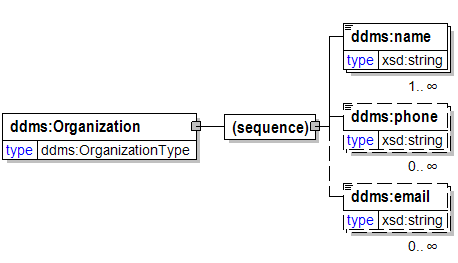 ddms:name
type xsd:string
1.. ∞
ddms:Organization
type ddms:OrganizationType
(sequence)
ddms:phone
type xsd:string
0.. ∞
ddms:email
type xsd:string
0.. ∞